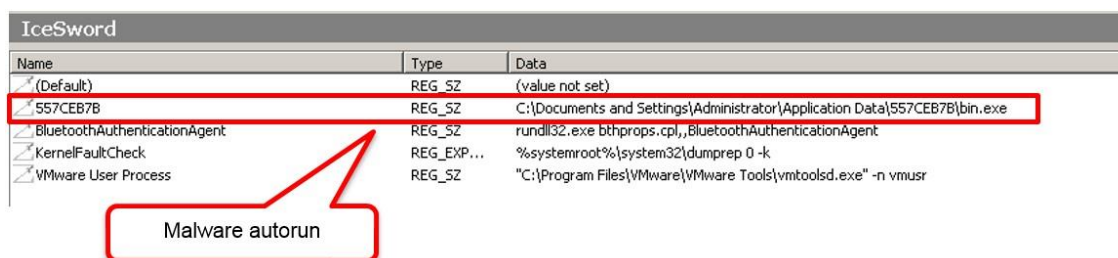 IceSword
Name Type Data
(Default) REG_SZ (value not set)
557CEB7B REG_SZ C:\Documents and Settings\Administrator\Application Data\557CEB7B\bin.exe
BluetoothAuthenticationAgent REG_SZ rundll32.exe bthprops.cpl,,BluetoothAuthenticationAgent
KernelFaultCheck REG_EXP... %systemroot%\system32\dumprep 0 -k
VMware User Process REG_SZ "C:\Program Files\VMware\VMware Tools\vmtoolsd.exe" -n vmusr
Malware autorun